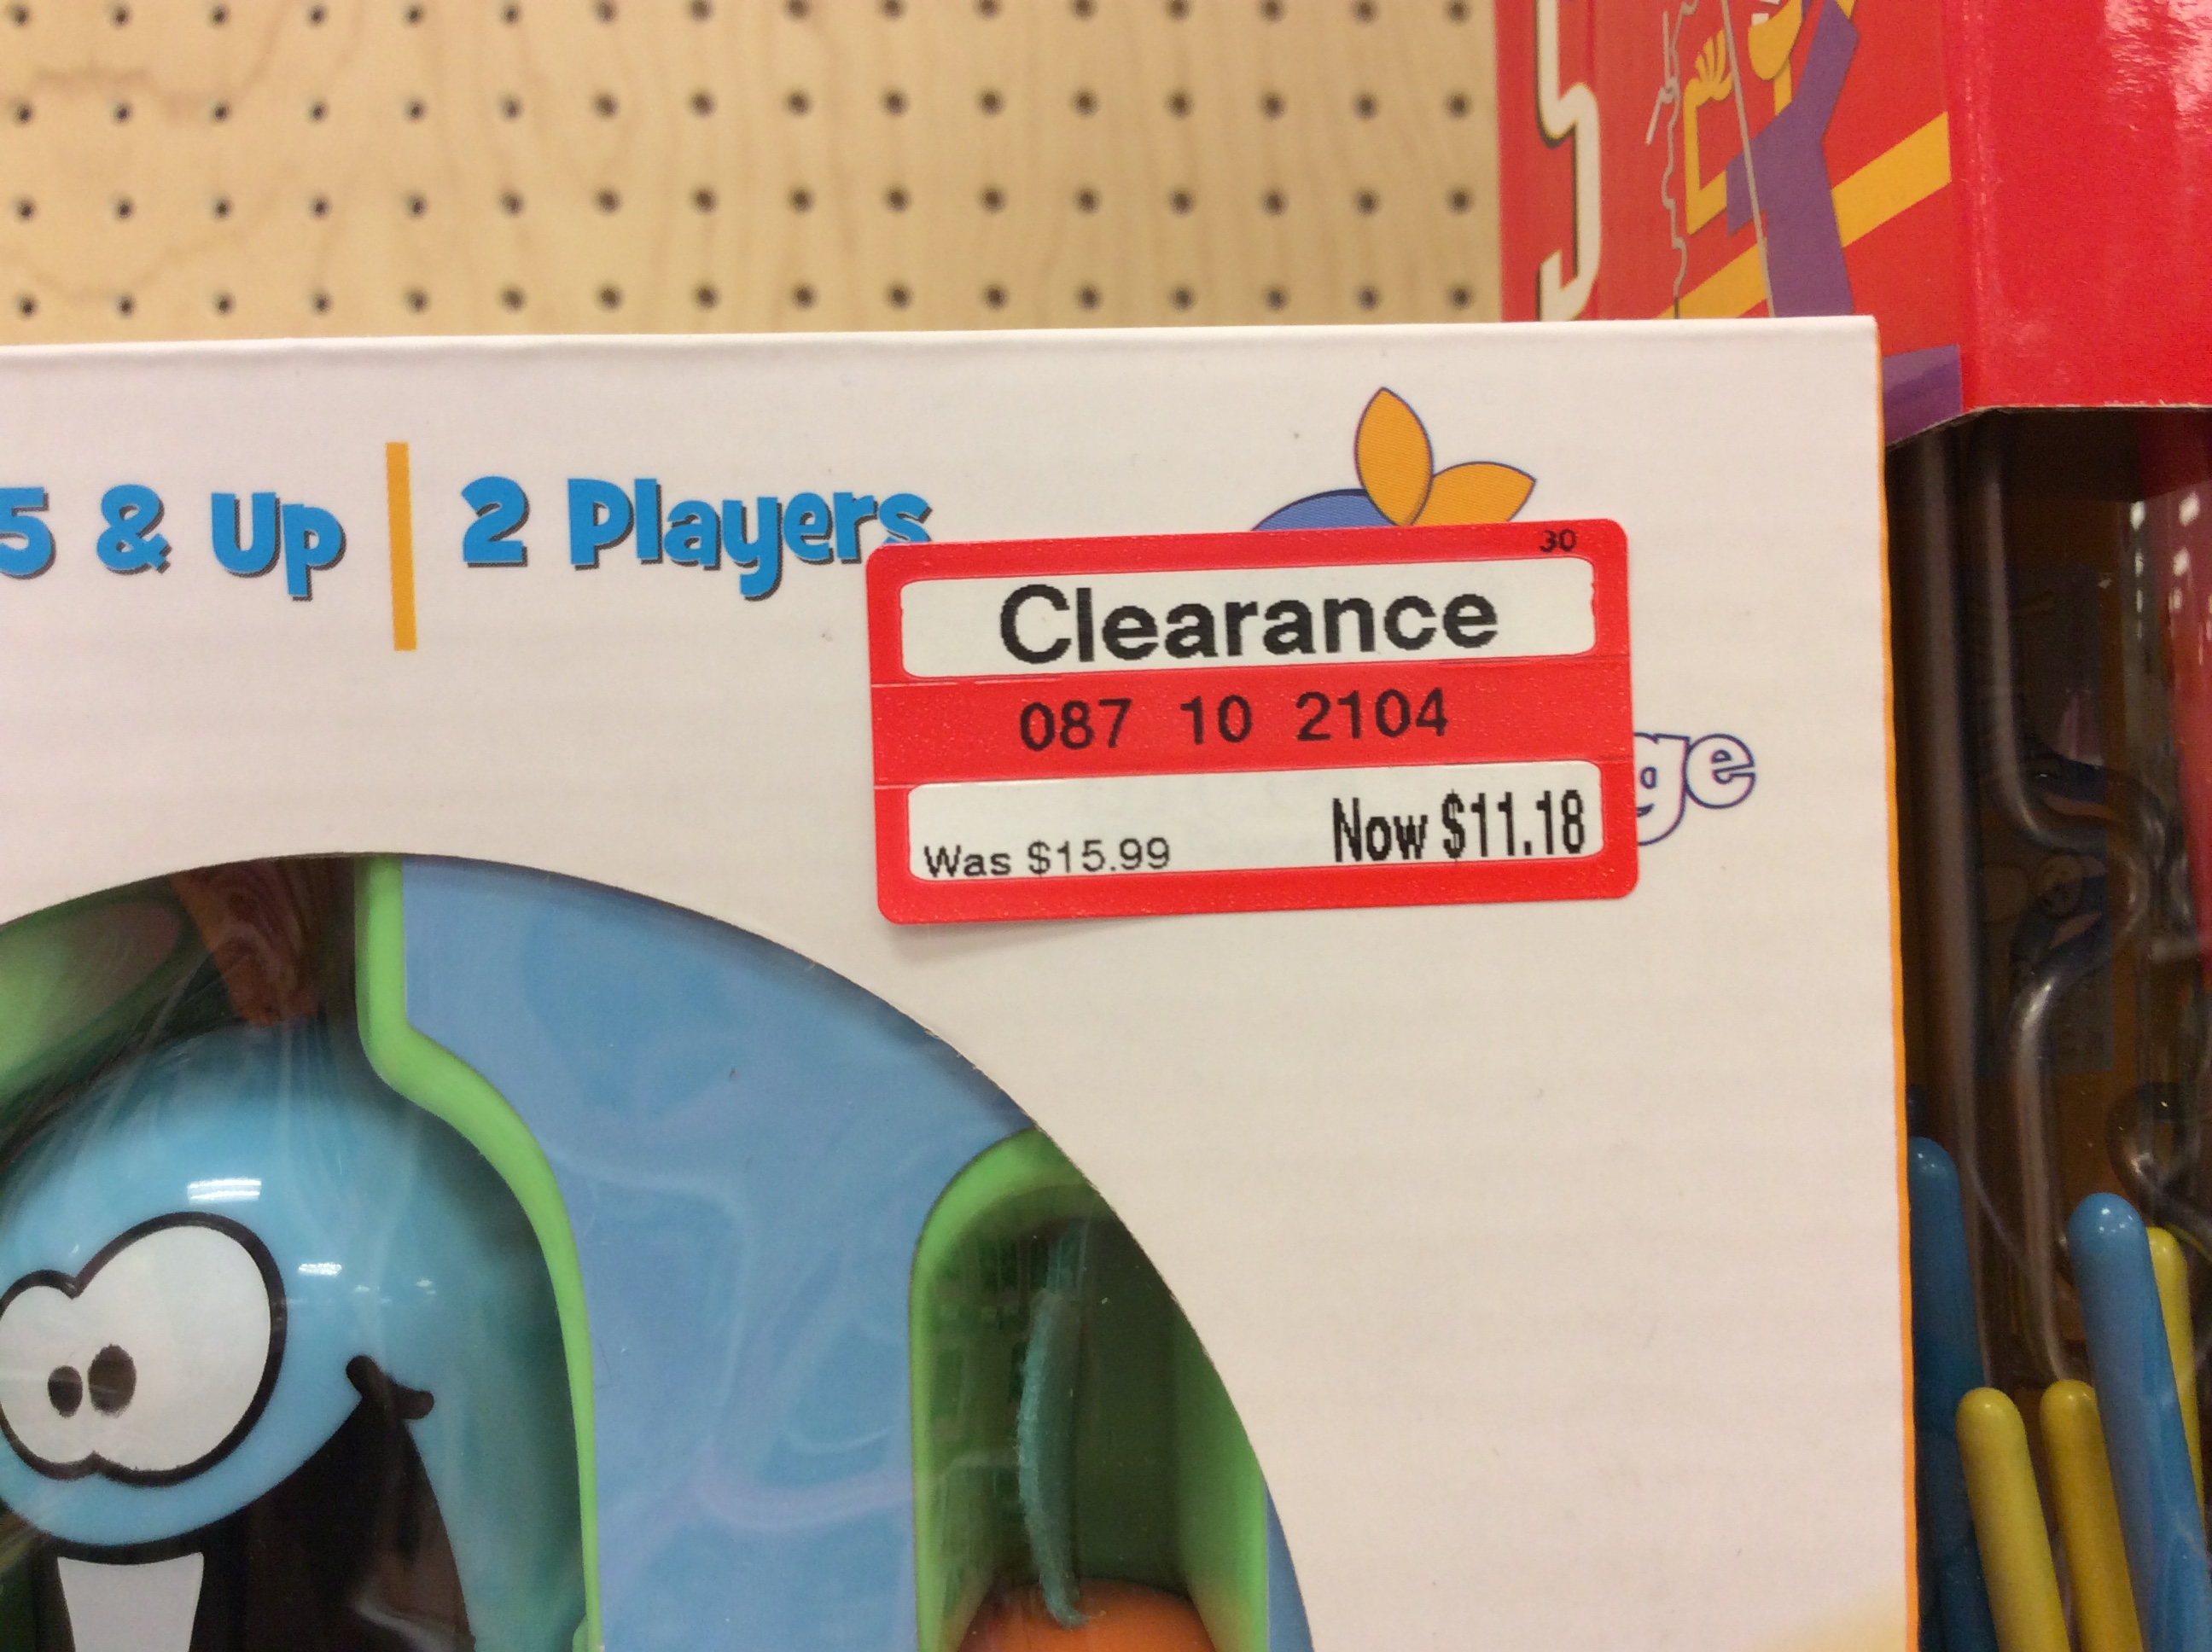 5 & Up
2 Players
30
Clearance
087 10 2104
Was $15.99 Now $11.18